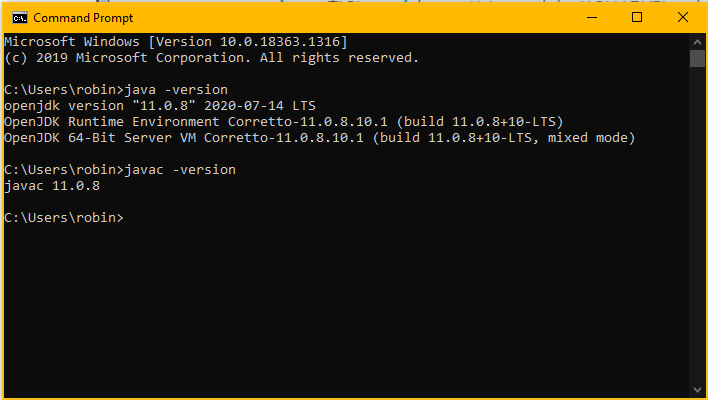 Command Prompt
Microsoft Windows [Version 10.0.18363.1316]
(c) 2019 Microsoft Corporation. All rights reserved.
C:\Users\robin>java -version
openjdk version "11.0.8" 2020-07-14 LTS
OpenJDK Runtime Environment Corretto-11.0.8.10.1 (build 11.0.8+10-LTS)
OpenJDK 64-Bit Server VM Corretto-11.0.8.10.1 (build 11.0.8+10-LTS, mixed mode)
C:\Users\robin>javac -version
javac 11.0.8
C:\Users\robin>